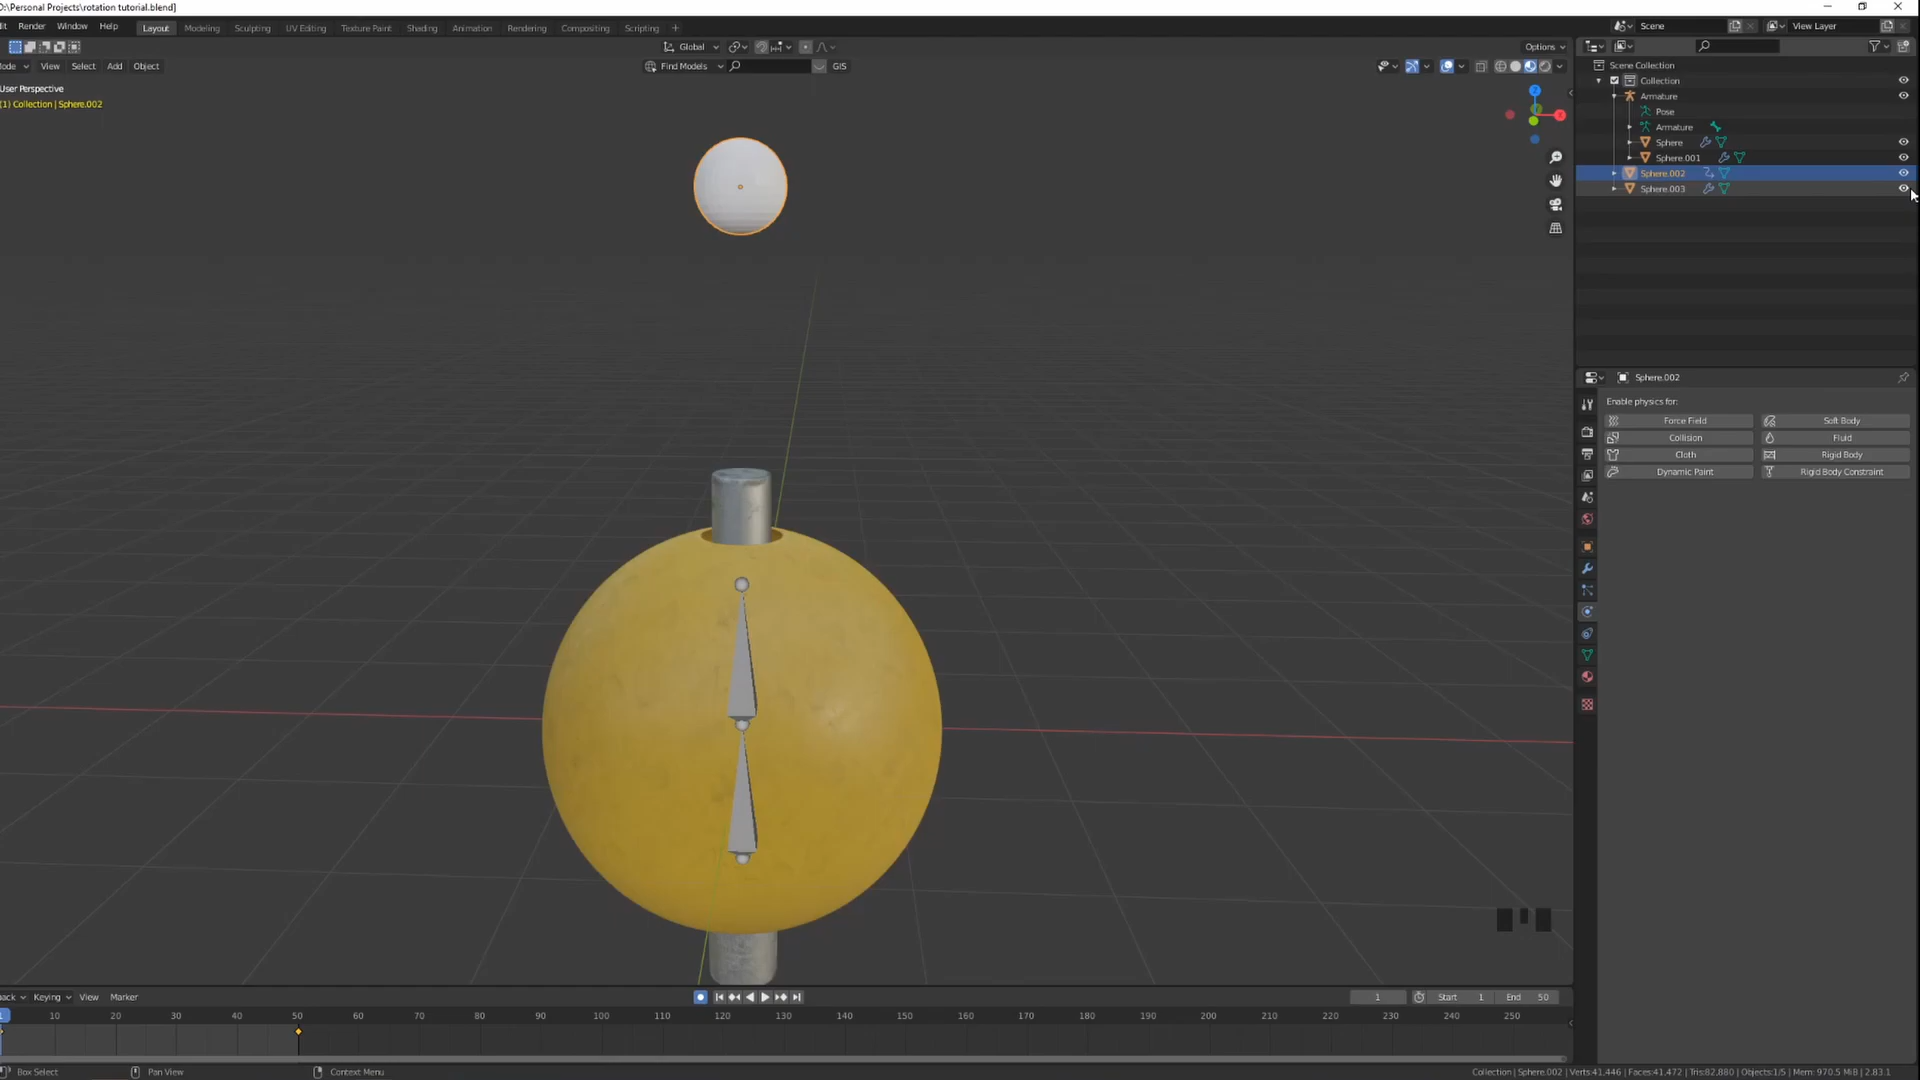 D:\Personal Projects\rotation tutorial.blend]
Render Window Help Layout Modeling Sculpting UV Editing Texture Paint Shading Animation Rendering Compositing Scripting + Scene View Layer
Global Options
View Select Add Object Find Models GIS
User Perspective
(1) Collection | Sphere.002
Z
X
Scene Collection
Collection
Armature
Pose
Armature
Sphere
Sphere.001
Sphere.002
Sphere.003
Sphere.002
Enable physics for:
Force Field Soft Body
Collision Fluid
Cloth Rigid Body
Dynamic Paint Rigid Body Constraint
Keying View Marker 1 Start 1 End 50
1 10 20 30 40 50 60 70 80 90 100 110 120 130 140 150 160 170 180 190 200 210 220 230 240 250
Box Select Pan View Context Menu Collection | Sphere.002 | Verts:41,446 | Faces:41,472 | Tris:82,880 | Objects:1/5 | Mem: 970.5 MiB | 2.83.1